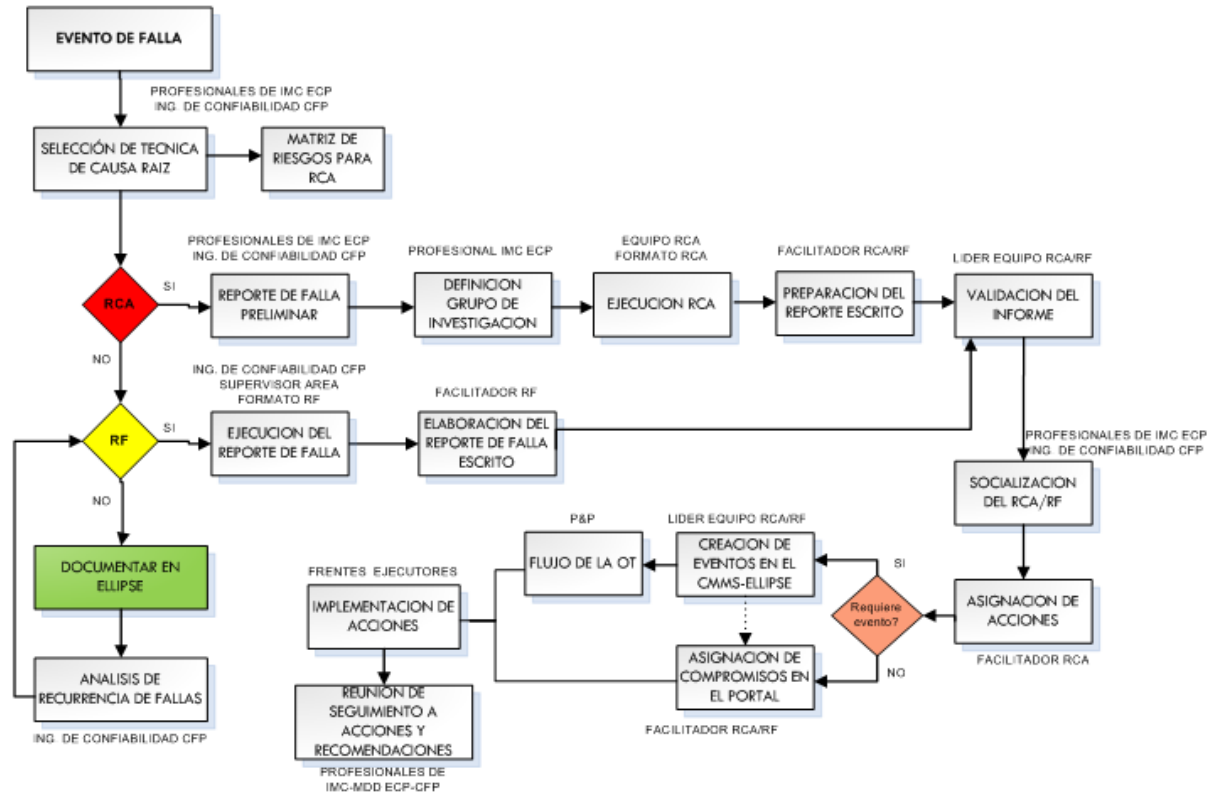 EVENTO DE FALLA
PROFESIONALES DE IMC ECP
ING. DE CONFIABILIDAD CFP
SELECCIÓN DE TECNICA
DE CAUSA RAIZ
MATRIZ DE
RIESGOS PARA
RCA
RCA
SI
NO
PROFESIONALES DE IMC ECP
ING. DE CONFIABILIDAD CFP
REPORTE DE FALLA
PRELIMINAR
PROFESIONAL IMC ECP
DEFINICION
GRUPO DE
INVESTIGACION
EQUIPO RCA
FORMATO RCA
EJECUCION RCA
FACILITADOR RCA/RF
PREPARACION DEL
REPORTE ESCRITO
LIDER EQUIPO RCA/RF
VALIDACION DEL
INFORME
RF
SI
NO
ING. DE CONFIABILIDAD CFP
SUPERVISOR AREA
FORMATO RF
EJECUCION DEL
REPORTE DE FALLA
FACILITADOR RF
ELABORACION DEL
REPORTE DE FALLA
ESCRITO
PROFESIONALES DE IMC ECP
ING. DE CONFIABILIDAD CFP
SOCIALIZACION
DEL RCA/RF
ASIGNACION DE
ACCIONES
FACILITADOR RCA
Requiere
evento?
SI
NO
LIDER EQUIPO RCA/RF
CREACION DE
EVENTOS EN EL
CMMS-ELLIPSE
P&P
FLUJO DE LA OT
ASIGNACION DE
COMPROMISOS EN
EL PORTAL
FACILITADOR RCA/RF
FRENTES EJECUTORES
IMPLEMENTACION DE
ACCIONES
REUNION DE
SEGUIMIENTO A
ACCIONES Y
RECOMENDACIONES
PROFESIONALES DE
IMC-MDD ECP-CFP
DOCUMENTAR EN
ELLIPSE
ANALISIS DE
RECURRENCIA DE FALLAS
ING. DE CONFIABILIDAD CFP